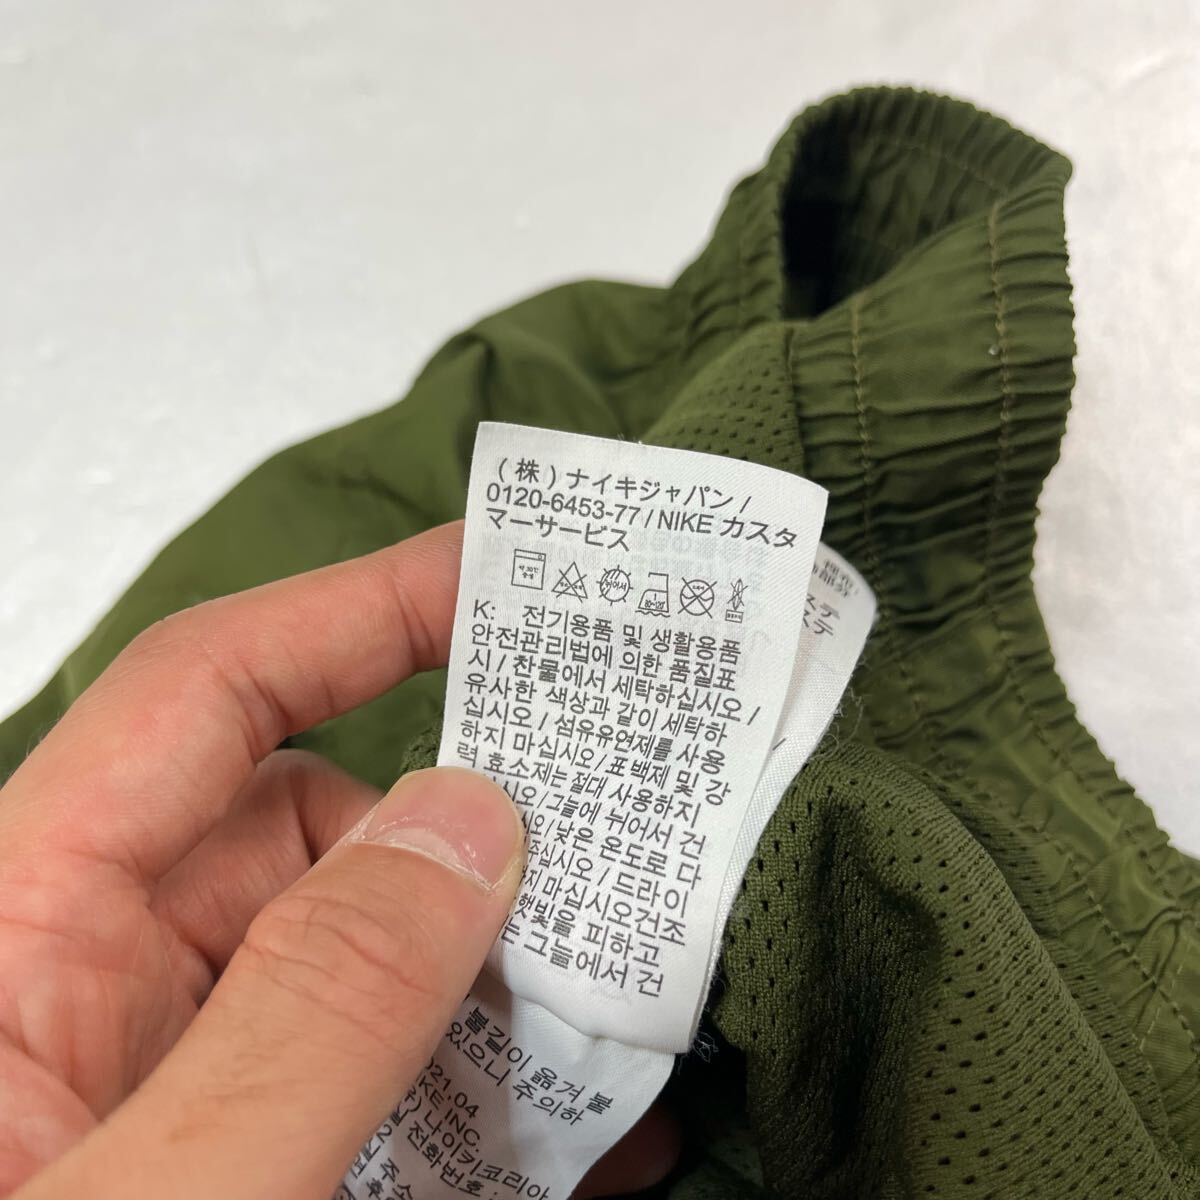 (株)ナイキジャパン/
0120-6453-77/NIKE カスタ
マーサービス
K: 전기용품 및 생활용품
안전관리법에 의한 품질표
시/찬물에서 세탁하십시오/
유사한 색상과 같이 세탁하
십시오/섬유유연제를 사용
하지 마십시오/표백제 및 강
력 효소제는 절대 사용하지
십시오/그늘에 뉘어서 건
오/낮은 온도로 다
주십시오/드라이
지 마십시오건조
햇빛을 피하고
는 그늘에서 건
불길이 옮겨 붙
있으니 주의하
2021.04
NIKE INC
나이키코리아
전화번호:
주소